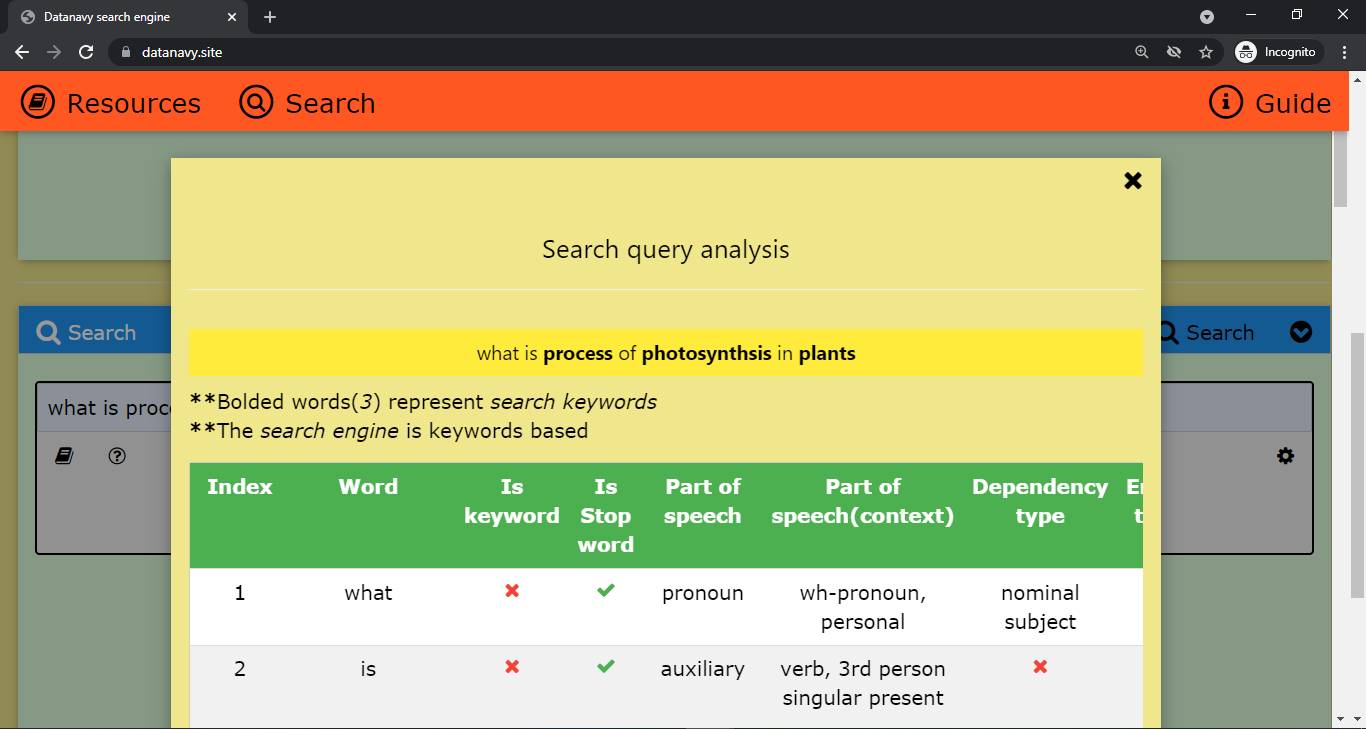 Datanavy search engine
datanavy.site
Incognito
Resources
Search
Guide
Search query analysis
Search
Search
what is process of photosynthsis in plants
what is proc
**Bolded words(3) represent search keywords
**The search engine is keywords based
Index Word Is keyword Is Stop word Part of speech Part of speech(context) Dependency type
1 what pronoun wh-pronoun, personal nominal subject
2 is auxiliary verb, 3rd person singular present